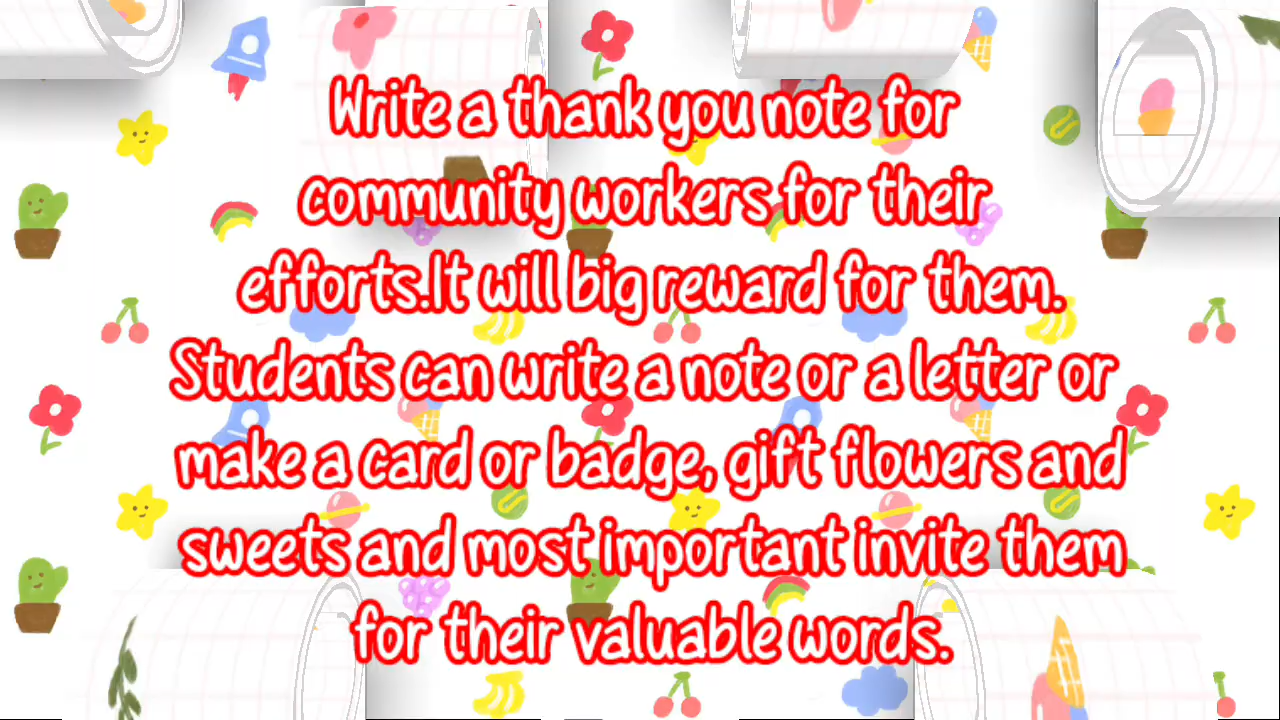 Write a thank you note for
community workers for their
efforts.It will big reward for them.
Students can write a note or a letter or
make a card or badge, gift flowers and
sweets and most important invite them
for their valuable words.